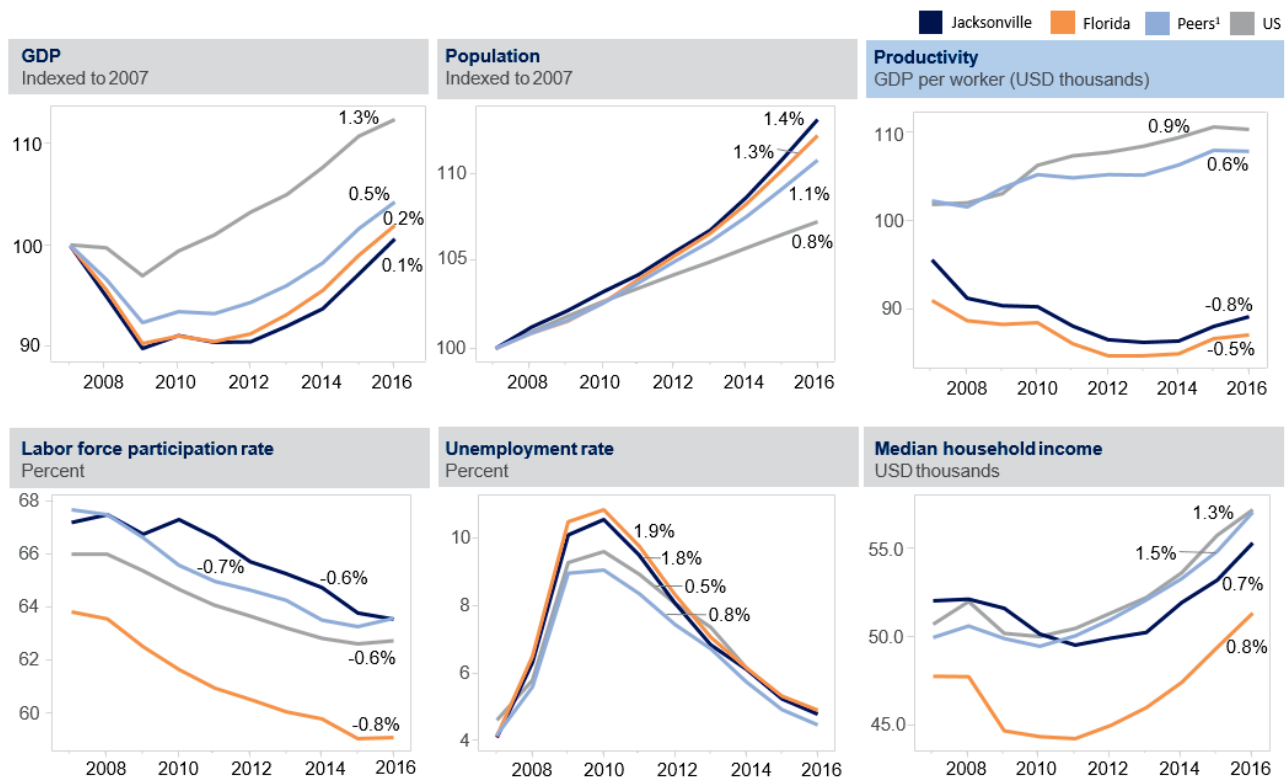 Jacksonville Florida Peers¹ US
GDP
Indexed to 2007
110
100
90
1.3%
0.5%
0.2%
0.1%
2008 2010 2012 2014 2016
Population
Indexed to 2007
110
105
100
1.4%
1.3%
1.1%
0.8%
2008 2010 2012 2014 2016
Productivity
GDP per worker (USD thousands)
110
100
90
0.9%
0.6%
-0.8%
-0.5%
2008 2010 2012 2014 2016
Labor force participation rate
Percent
68
66
64
62
60
-0.7%
-0.6%
-0.6%
-0.8%
2008 2010 2012 2014 2016
Unemployment rate
Percent
10
8
6
4
1.9%
1.8%
0.5%
0.8%
2008 2010 2012 2014 2016
Median household income
USD thousands
55.0
50.0
45.0
1.3%
1.5%
0.7%
0.8%
2008 2010 2012 2014 2016